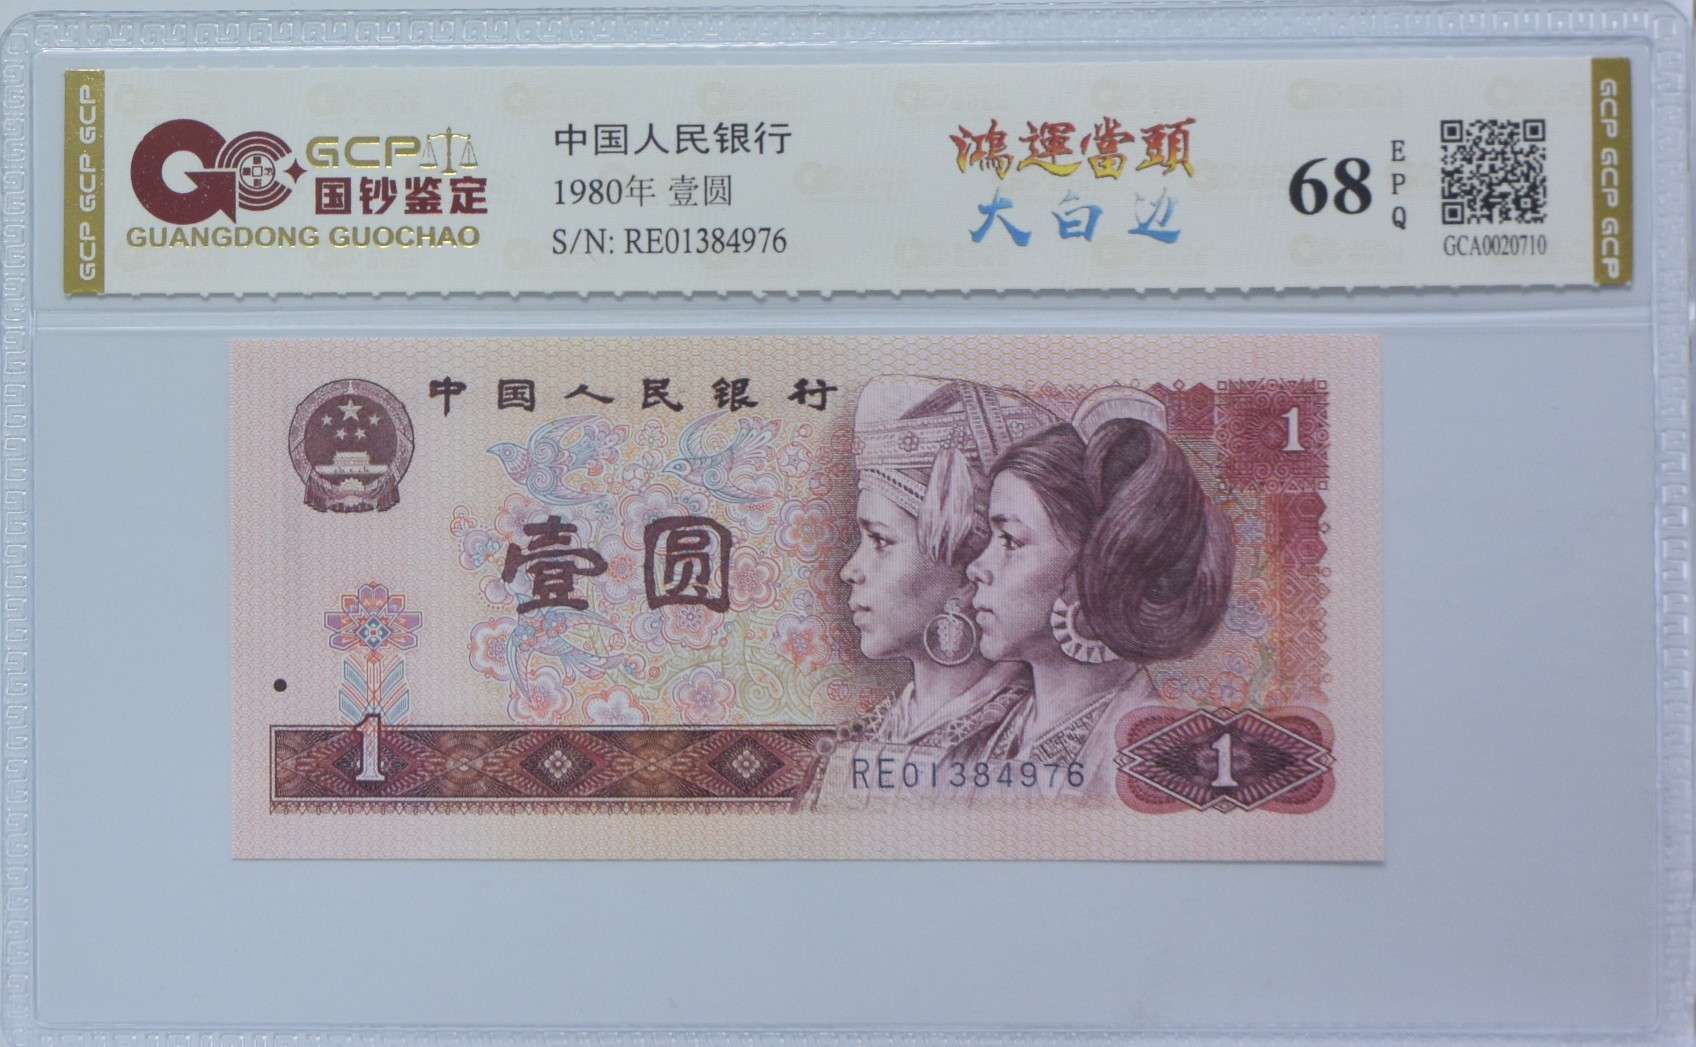 GCP GCP GCP
GCP
国钞鉴定
GUANGDONG GUOCHAO
中国人民银行
1980年 壹圆
S/N: RE01384976
鴻運當頭
大白边
68
EPQ
GCA0020710
GCP GCP GCP
中国人民银行
1
壹圆
1
RE01384976
1